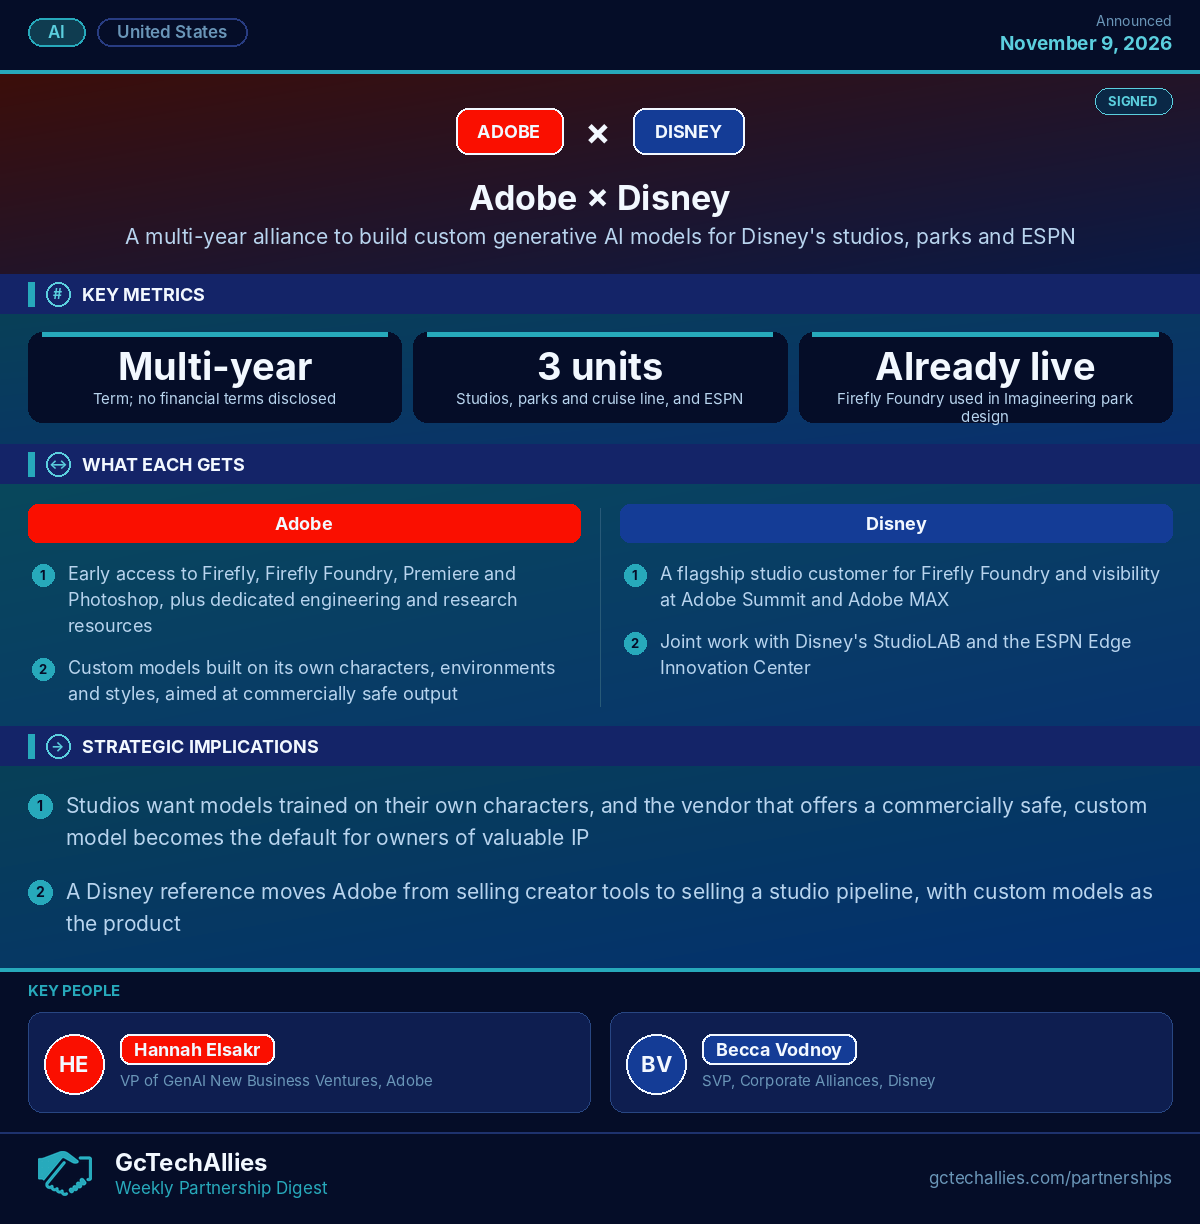 AI
United States
Announced
November 9, 2026
SIGNED
ADOBE × DISNEY
Adobe × Disney
A multi-year alliance to build custom generative AI models for Disney's studios, parks and ESPN
# KEY METRICS
Multi-year
Term; no financial terms disclosed
3 units
Studios, parks and cruise line, and ESPN
Already live
Firefly Foundry used in Imagineering park
design
WHAT EACH GETS
Adobe
1 Early access to Firefly, Firefly Foundry, Premiere and
Photoshop, plus dedicated engineering and research
resources
2 Custom models built on its own characters, environments
and styles, aimed at commercially safe output
Disney
1 A flagship studio customer for Firefly Foundry and visibility
at Adobe Summit and Adobe MAX
2 Joint work with Disney's StudioLAB and the ESPN Edge
Innovation Center
STRATEGIC IMPLICATIONS
1 Studios want models trained on their own characters, and the vendor that offers a commercially safe, custom
model becomes the default for owners of valuable IP
2 A Disney reference moves Adobe from selling creator tools to selling a studio pipeline, with custom models as
the product
KEY PEOPLE
HE
Hannah Elsakr
VP of GenAI New Business Ventures, Adobe
BV
Becca Vodnoy
SVP, Corporate Alliances, Disney
GcTechAllies
Weekly Partnership Digest
gctechallies.com/partnerships